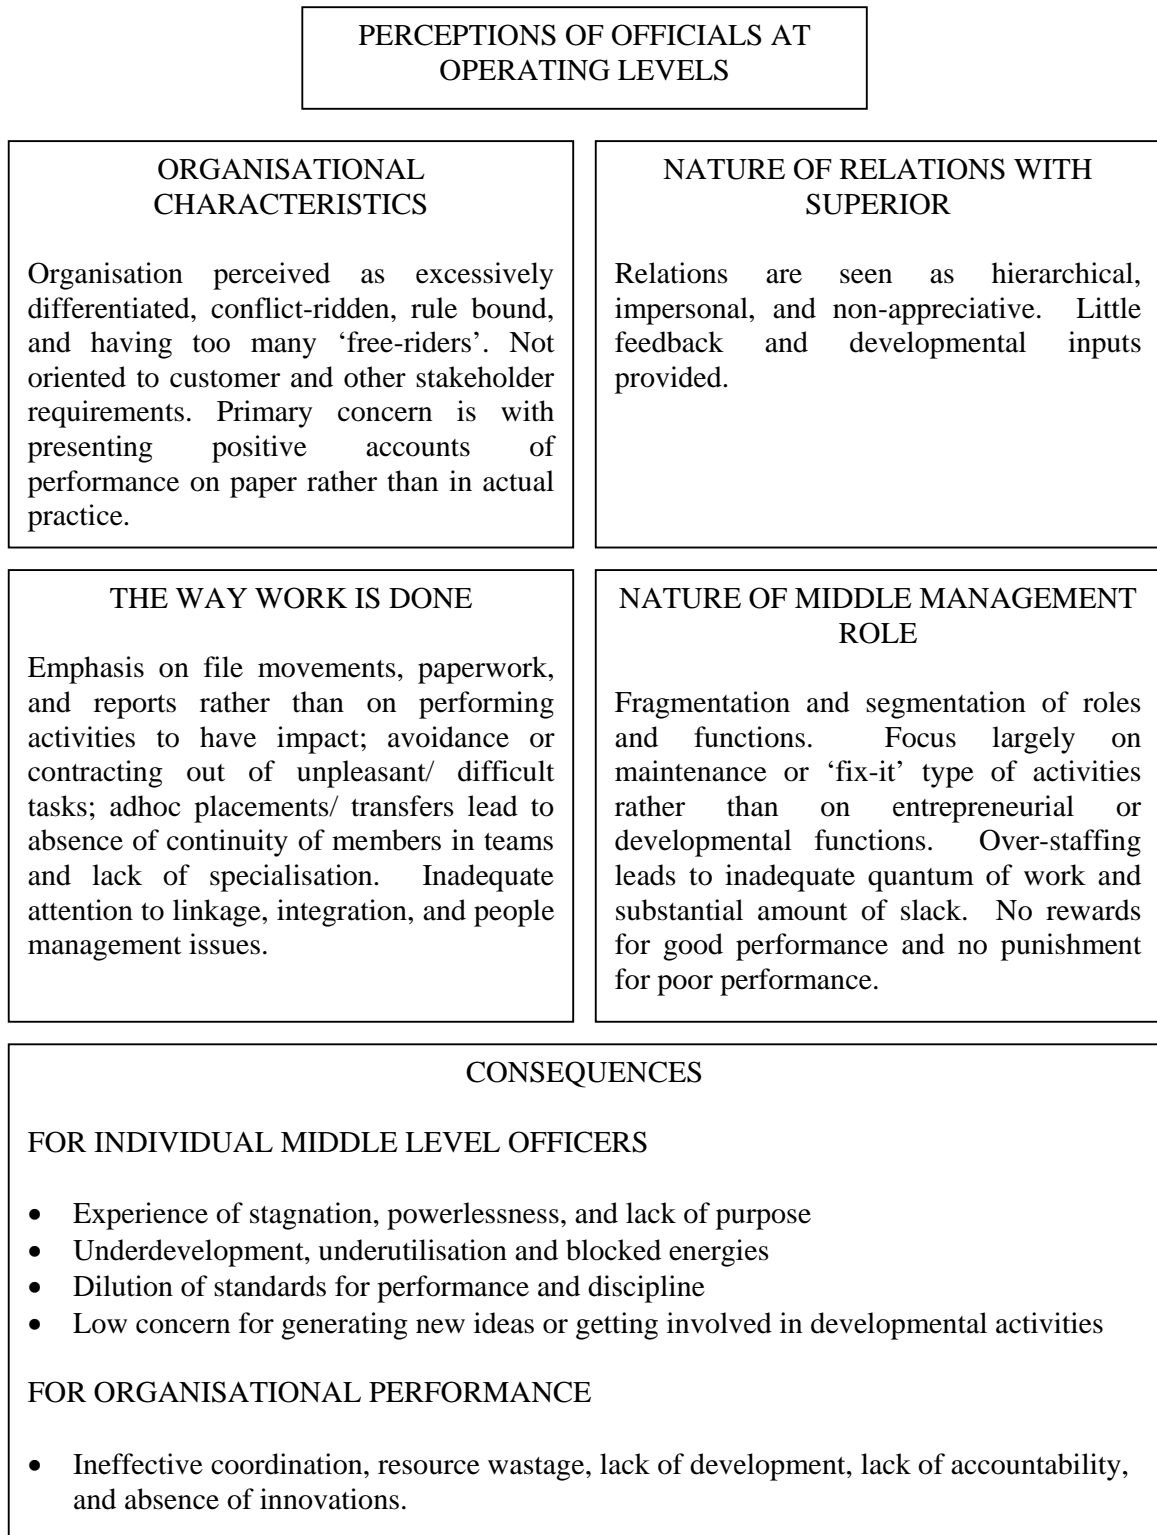 PERCEPTIONS OF OFFICIALS AT
OPERATING LEVELS
ORGANISATIONAL
CHARACTERISTICS
Organisation perceived as excessively
differentiated, conflict-ridden, rule bound,
and having too many ‘free-riders’. Not
oriented to customer and other stakeholder
requirements. Primary concern is with
presenting positive accounts of
performance on paper rather than in actual
practice.
NATURE OF RELATIONS WITH
SUPERIOR
Relations are seen as hierarchical,
impersonal, and non-appreciative. Little
feedback and developmental inputs
provided.
THE WAY WORK IS DONE
Emphasis on file movements, paperwork,
and reports rather than on performing
activities to have impact; avoidance or
contracting out of unpleasant/ difficult
tasks; adhoc placements/ transfers lead to
absence of continuity of members in teams
and lack of specialisation. Inadequate
attention to linkage, integration, and people
management issues.
NATURE OF MIDDLE MANAGEMENT
ROLE
Fragmentation and segmentation of roles
and functions. Focus largely on
maintenance or ‘fix-it’ type of activities
rather than on entrepreneurial or
developmental functions. Over-staffing
leads to inadequate quantum of work and
substantial amount of slack. No rewards
for good performance and no punishment
for poor performance.
CONSEQUENCES
FOR INDIVIDUAL MIDDLE LEVEL OFFICERS
• Experience of stagnation, powerlessness, and lack of purpose
• Underdevelopment, underutilisation and blocked energies
• Dilution of standards for performance and discipline
• Low concern for generating new ideas or getting involved in developmental activities
FOR ORGANISATIONAL PERFORMANCE
• Ineffective coordination, resource wastage, lack of development, lack of accountability,
and absence of innovations.